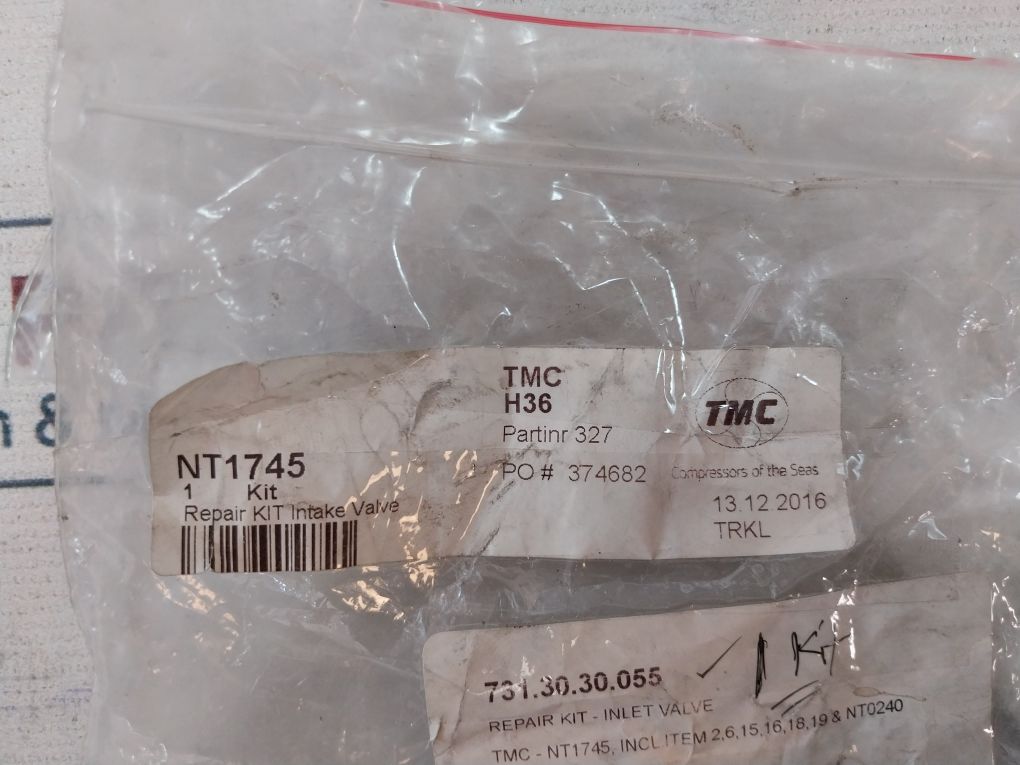 TMC
H36
Partinr 327
PO # 374682
TMC
Compressors of the Seas
13.12.2016
TRKL
NT1745
1 Kit
Repair KIT Intake Valve
1 Kit
731.30.30.055
REPAIR KIT - INLET VALVE
TMC - NT1745, INCL ITEM 2,6,15,16,18,19 & NT0240